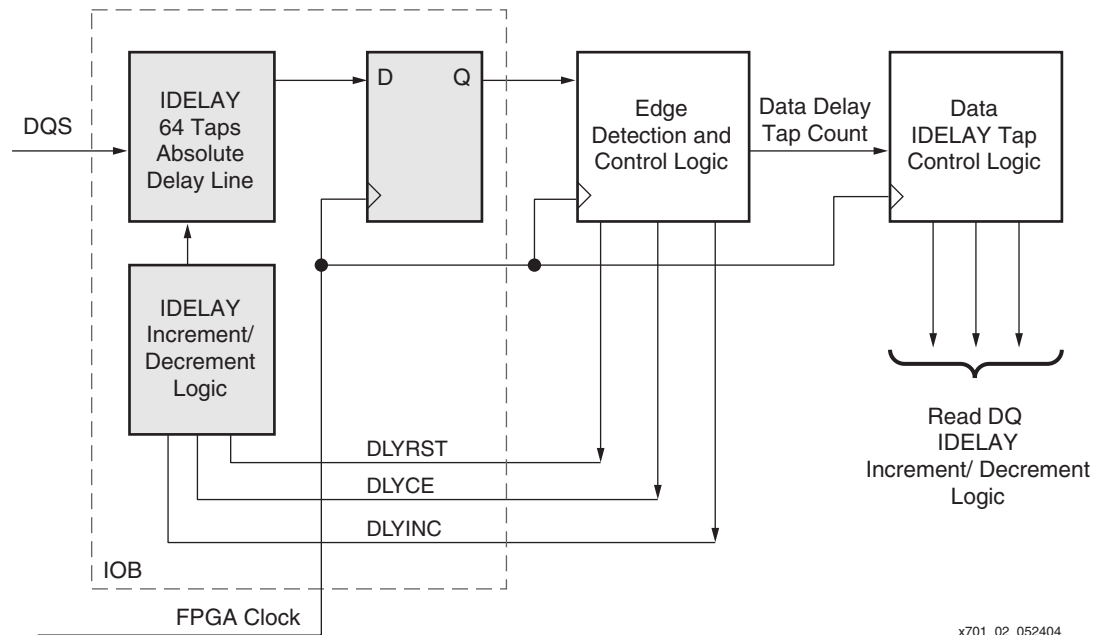 DQS
IDELAY
64 Taps
Absolute
Delay Line
D Q
Edge
Detection and
Control Logic
Data Delay
Tap Count
Data
IDELAY Tap
Control Logic
IDELAY
Increment/
Decrement
Logic
DLYRST
DLYCE
DLYINC
IOB
FPGA Clock
Read DQ
IDELAY
Increment/ Decrement
Logic
x701_02_052404